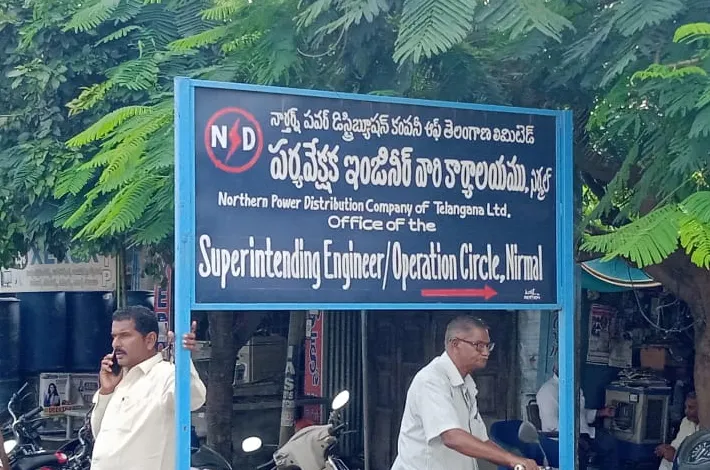 N D
నార్తర్న్ పవర్ డిస్ట్రిబ్యూషన్ కంపెనీ ఆఫ్ తెలంగాణ లిమిటెడ్
పర్యవేక్షక ఇంజనీర్ వారి కార్యాలయము, నిర్మల్
Northern Power Distribution Company of Telangana Ltd.
Office of the
Superintending Engineer/Operation Circle, Nirmal